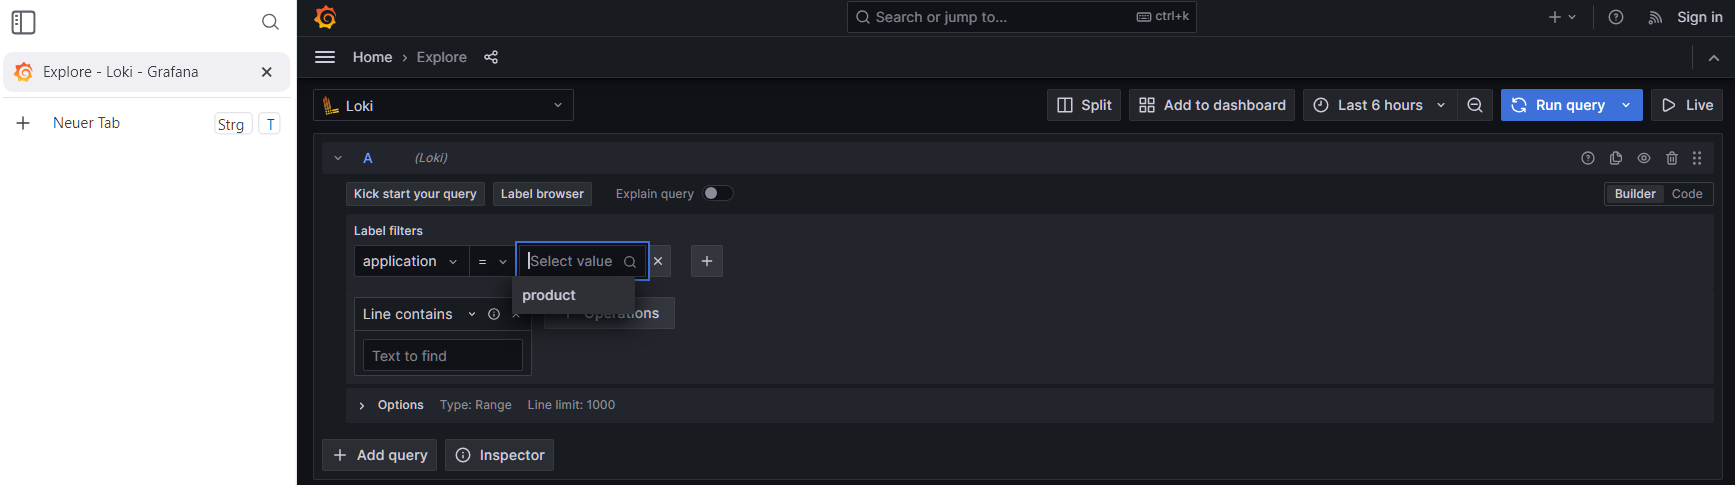 Search or jump to...
ctrl+k
Sign in
Explore - Loki - Grafana
Home › Explore
Neuer Tab
Strg
T
Loki
Split
Add to dashboard
Last 6 hours
Run query
Live
A
(Loki)
Kick start your query
Label browser
Explain query
Builder
Code
Label filters
application
=
Select value
product
Line contains
Operations
Text to find
Options
Type: Range
Line limit: 1000
Add query
Inspector